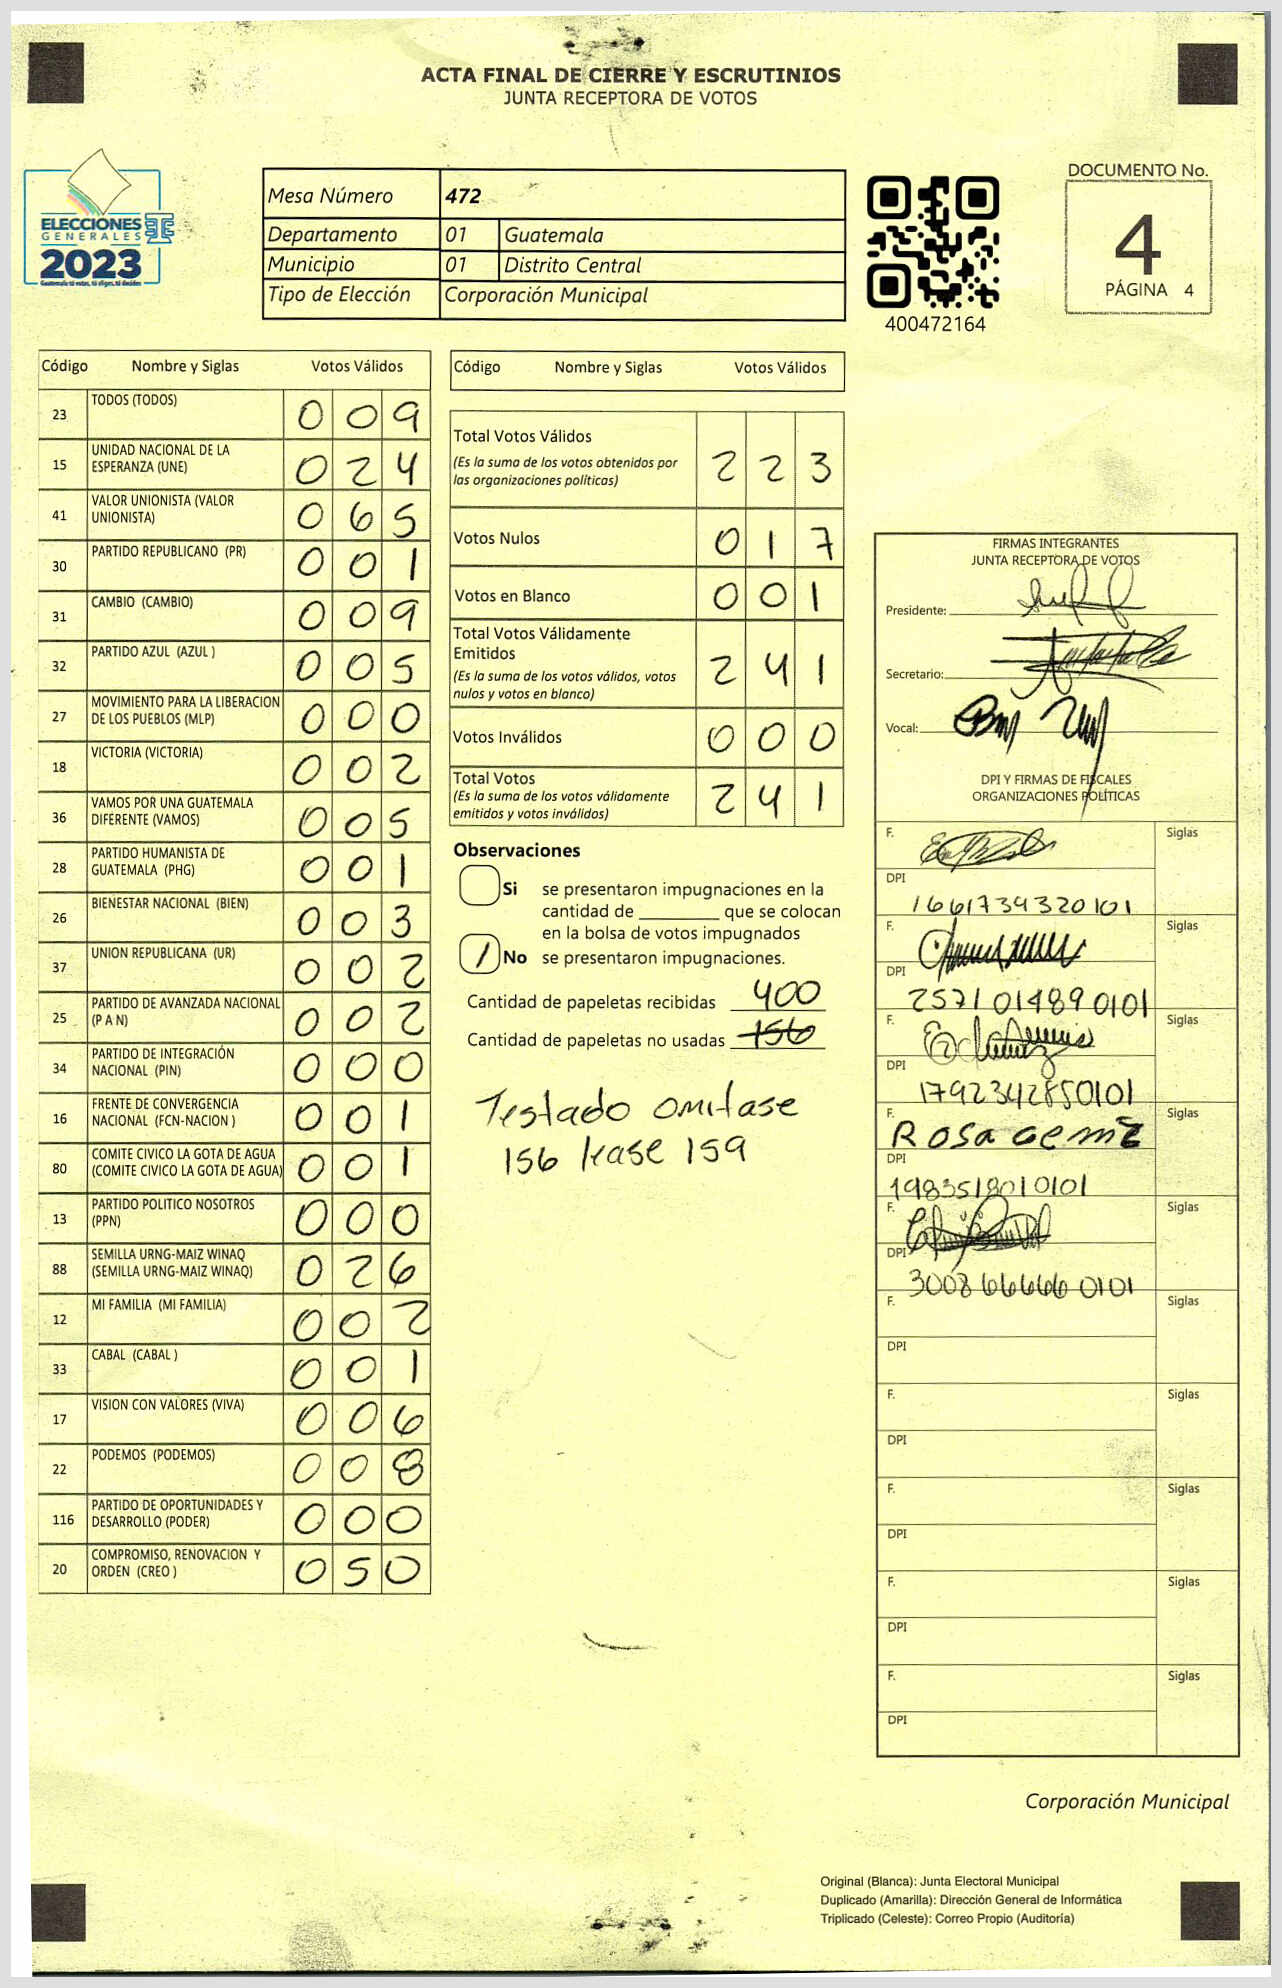 ACTA FINAL DE CIERRE Y ESCRUTINIOS
JUNTA RECEPTORA DE VOTOS
ELECCIONES
GENERALES
2023
Guatemala tú votas, tú eliges, tú decides
Mesa Número 472
Departamento 01 Guatemala
Municipio 01 Distrito Central
Tipo de Elección Corporación Municipal
400472164
DOCUMENTO No.
4
PÁGINA 4
Código Nombre y Siglas Votos Válidos
23 TODOS (TODOS) 0 0 9
15 UNIDAD NACIONAL DE LA ESPERANZA (UNE) 0 2 4
41 VALOR UNIONISTA (VALOR UNIONISTA) 0 6 5
30 PARTIDO REPUBLICANO (PR) 0 0 1
31 CAMBIO (CAMBIO) 0 0 9
32 PARTIDO AZUL (AZUL ) 0 0 5
27 MOVIMIENTO PARA LA LIBERACION DE LOS PUEBLOS (MLP) 0 0 0
18 VICTORIA (VICTORIA) 0 0 2
36 VAMOS POR UNA GUATEMALA DIFERENTE (VAMOS) 0 0 5
28 PARTIDO HUMANISTA DE GUATEMALA (PHG) 0 0 1
26 BIENESTAR NACIONAL (BIEN) 0 0 3
37 UNION REPUBLICANA (UR) 0 0 2
25 PARTIDO DE AVANZADA NACIONAL (P A N) 0 0 2
34 PARTIDO DE INTEGRACIÓN NACIONAL (PIN) 0 0 0
16 FRENTE DE CONVERGENCIA NACIONAL (FCN-NACION ) 0 0 1
80 COMITE CIVICO LA GOTA DE AGUA (COMITE CIVICO LA GOTA DE AGUA) 0 0 1
13 PARTIDO POLITICO NOSOTROS (PPN) 0 0 0
88 SEMILLA URNG-MAIZ WINAQ (SEMILLA URNG-MAIZ WINAQ) 0 2 6
12 MI FAMILIA (MI FAMILIA) 0 0 2
33 CABAL (CABAL ) 0 0 1
17 VISION CON VALORES (VIVA) 0 0 6
22 PODEMOS (PODEMOS) 0 0 8
116 PARTIDO DE OPORTUNIDADES Y DESARROLLO (PODER) 0 0 0
20 COMPROMISO, RENOVACION Y ORDEN (CREO ) 0 5 0
Código Nombre y Siglas Votos Válidos
Total Votos Válidos 2 2 3
(Es la suma de los votos obtenidos por
las organizaciones políticas)
Votos Nulos 0 1 7
Votos en Blanco 0 0 1
Total Votos Válidamente
Emitidos 2 4 1
(Es la suma de los votos válidos, votos
nulos y votos en blanco)
Votos Inválidos 0 0 0
Total Votos 2 4 1
(Es la suma de los votos válidamente
emitidos y votos inválidos)
Observaciones
Si se presentaron impugnaciones en la
cantidad de ________ que se colocan
en la bolsa de votos impugnados
/ No se presentaron impugnaciones.
Cantidad de papeletas recibidas 400
Cantidad de papeletas no usadas 156
Testado omitase
156 lease 159
FIRMAS INTEGRANTES
JUNTA RECEPTORA DE VOTOS
Presidente:
Secretario:
Vocal:
DPI Y FIRMAS DE FISCALES
ORGANIZACIONES POLÍTICAS
F. Siglas
DPI
1661739320101
F. Siglas
DPI
2571014890101
F. Siglas
DPI
1792342850101
F. Rosa Siglas
DPI
1983518010101
F. Siglas
DPI
3008666660101
F. Siglas
DPI
F. Siglas
DPI
F. Siglas
DPI
F. Siglas
DPI
F. Siglas
DPI
Corporación Municipal
Original (Blanca): Junta Electoral Municipal
Duplicado (Amarilla): Dirección General de Informática
Triplicado (Celeste): Correo Propio (Auditoría)